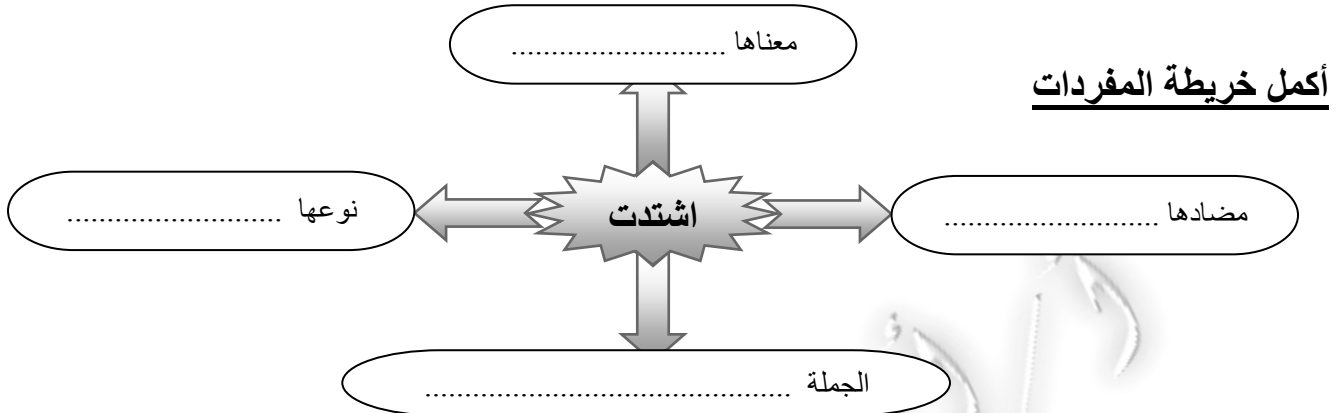 معناها ..........................
أكمل خريطة المفردات
مضادها ..........................
اشتدت
نوعها ..........................
الجملة .............................................